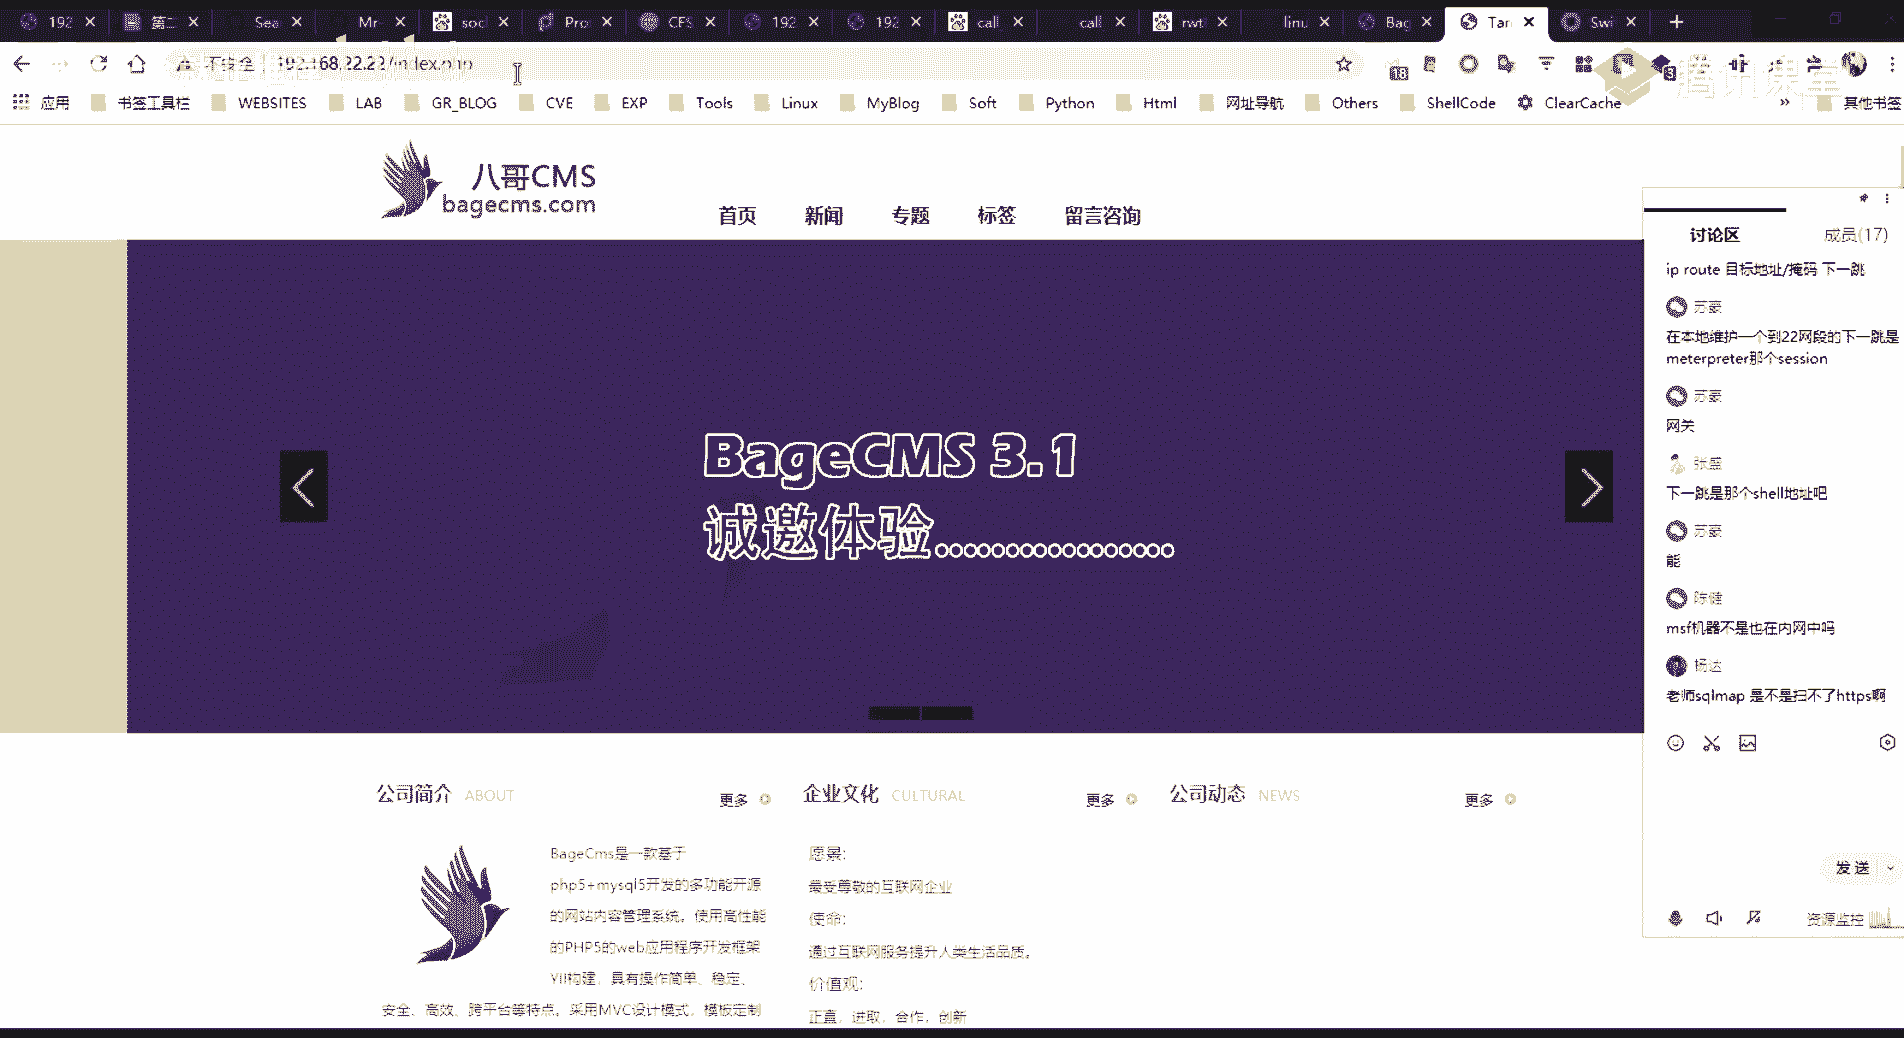 192
第二
Sea
Mr-
soc
Pro
CFS
192
192
call
call
rwt
linu
Bag
Tar
Swi
不安全
192.168.22.22/index.php
18
3
腾讯课堂
应用
书签工具栏
WEBSITES
LAB
GR_BLOG
CVE
EXP
Tools
Linux
MyBlog
Soft
Python
Html
网址导航
Others
ShellCode
ClearCache
»
其他书签
八哥CMS
bagecms.com
首页
新闻
专题
标签
留言咨询
BageCMS 3.1
诚邀体验。。。。。。。。。。。。。。。。。
公司简介 ABOUT
更多
BageCms是一款基于
php5+mysql5开发的多功能开源
的网站内容管理系统。使用高性能
的PHP5的web应用程序开发框架
YII构建，具有操作简单、稳定、
安全、高效、跨平台等特点。采用MVC设计模式，模板定制
企业文化 CULTURAL
更多
愿景:
最受尊敬的互联网企业
使命:
通过互联网服务提升人类生活品质。
价值观:
正直，进取，合作，创新
公司动态 NEWS
更多
讨论区
成员(17)
ip route 目标地址/掩码 下一跳
在本地维护一个到22网段的下一跳是
meterpreter那个session
网关
下一跳是那个shell地址吧
能
陈健
msf机器不是也在内网中吗
杨达
老师sqlmap 是不是扫不了https啊
发送
资源监控